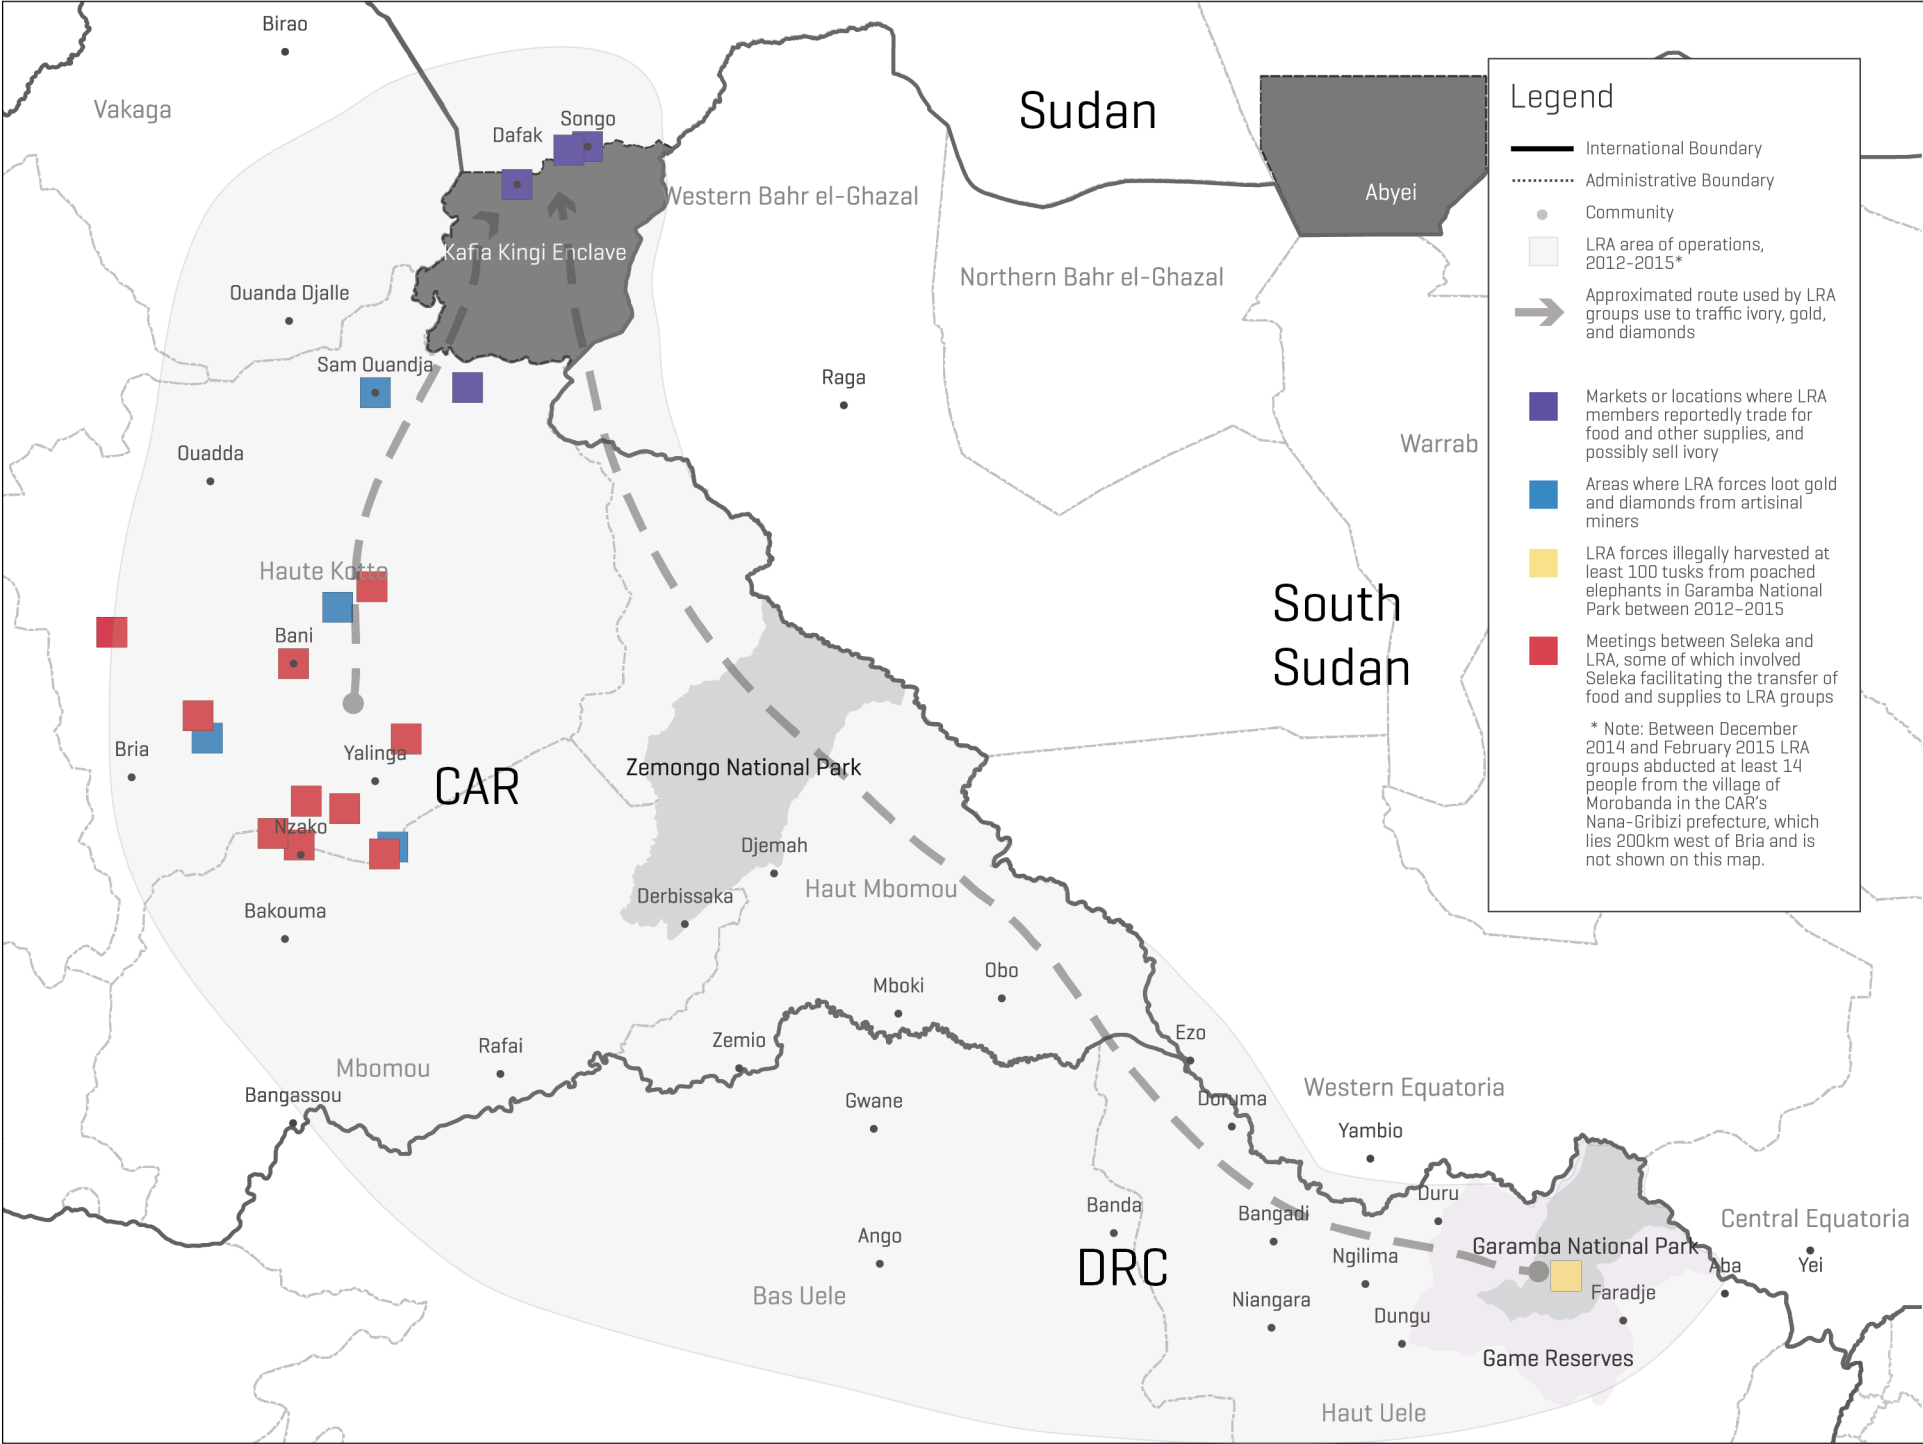 Birao
Vakaga
Songo
Dafak
Sudan
Abyei
Western Bahr el-Ghazal
Kafia Kingi Enclave
Northern Bahr el-Ghazal
Ouanda Djalle
Sam Ouandja
Raga
Ouadda
Warrab
Haute Kotto
Bani
South
Sudan
Bria
Yalinga
CAR
Zemongo National Park
Nzako
Djemah
Derbissaka
Haut Mbomou
Bakouma
Obo
Mboki
Ezo
Zemio
Rafai
Mbomou
Bangassou
Gwane
Doruma
Western Equatoria
Yambio
Duru
Banda
Bangadi
Central Equatoria
Ango
Garamba National Park
Ngilima
Aba
Yei
DRC
Bas Uele
Faradje
Niangara
Dungu
Game Reserves
Haut Uele
Legend
International Boundary
Administrative Boundary
Community
LRA area of operations,
2012-2015*
Approximated route used by LRA
groups use to traffic ivory, gold,
and diamonds
Markets or locations where LRA
members reportedly trade for
food and other supplies, and
possibly sell ivory
Areas where LRA forces loot gold
and diamonds from artisinal
miners
LRA forces illegally harvested at
least 100 tusks from poached
elephants in Garamba National
Park between 2012–2015
Meetings between Seleka and
LRA, some of which involved
Seleka facilitating the transfer of
food and supplies to LRA groups
* Note: Between December
2014 and February 2015 LRA
groups abducted at least 14
people from the village of
Morobanda in the CAR's
Nana-Gribizi prefecture, which
lies 200km west of Bria and is
not shown on this map.